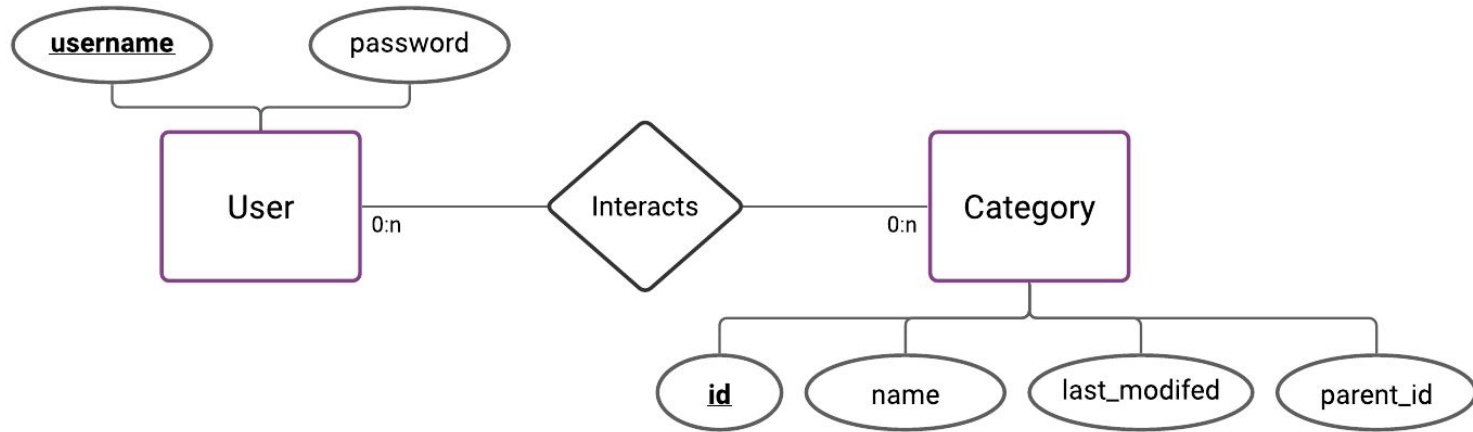 username
password
User
0:n
Interacts
0:n
Category
id
name
last_modifed
parent_id